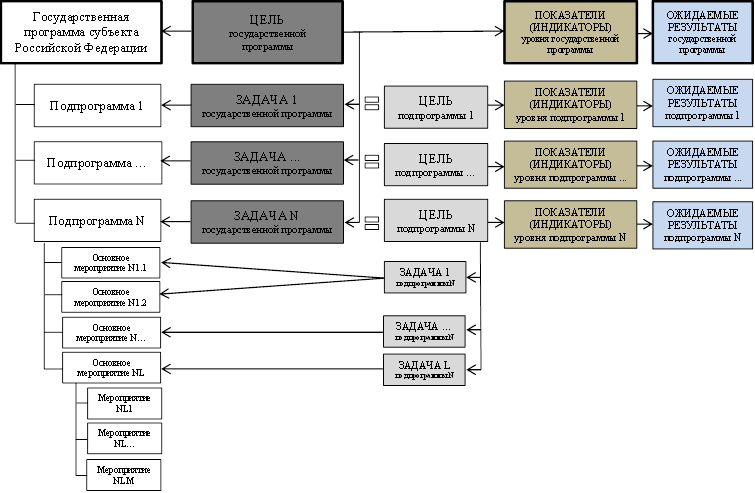 Государственная
программа субъекта
Российской Федерации
ЦЕЛЬ
государственной
программы
ПОКАЗАТЕЛИ
(ИНДИКАТОРЫ)
уровня государственной
программы
ОЖИДАЕМЫЕ
РЕЗУЛЬТАТЫ
государственной
программы
Подпрограмма 1
ЗАДАЧА 1
государственной программы
ЦЕЛЬ
подпрограммы 1
ПОКАЗАТЕЛИ
(ИНДИКАТОРЫ)
уровня подпрограммы 1
ОЖИДАЕМЫЕ
РЕЗУЛЬТАТЫ
подпрограммы 1
Подпрограмма ...
ЗАДАЧА ...
государственной программы
ЦЕЛЬ
подпрограммы ...
ПОКАЗАТЕЛИ
(ИНДИКАТОРЫ)
уровня подпрограммы ...
ОЖИДАЕМЫЕ
РЕЗУЛЬТАТЫ
подпрограммы ...
Подпрограмма N
ЗАДАЧА N
государственной программы
ЦЕЛЬ
подпрограммы N
ПОКАЗАТЕЛИ
(ИНДИКАТОРЫ)
уровня подпрограммы N
ОЖИДАЕМЫЕ
РЕЗУЛЬТАТЫ
подпрограммы N
Основное
мероприятие N1.1
ЗАДАЧА 1
подпрограммы N
Основное
мероприятие N1.2
Основное
мероприятие N...
ЗАДАЧА ...
подпрограммы N
Основное
мероприятие NL
ЗАДАЧА L
подпрограммы N
Мероприятие
NL1
Мероприятие
NL...
Мероприятие
NLM